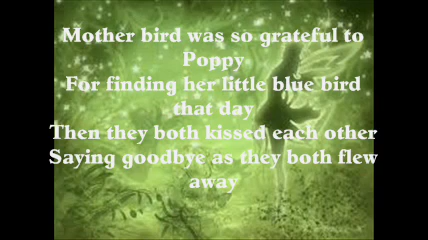 Mother bird was so grateful to
Poppy
For finding her little blue bird
that day
Then they both kissed each other
Saying goodbye as they both flew
away